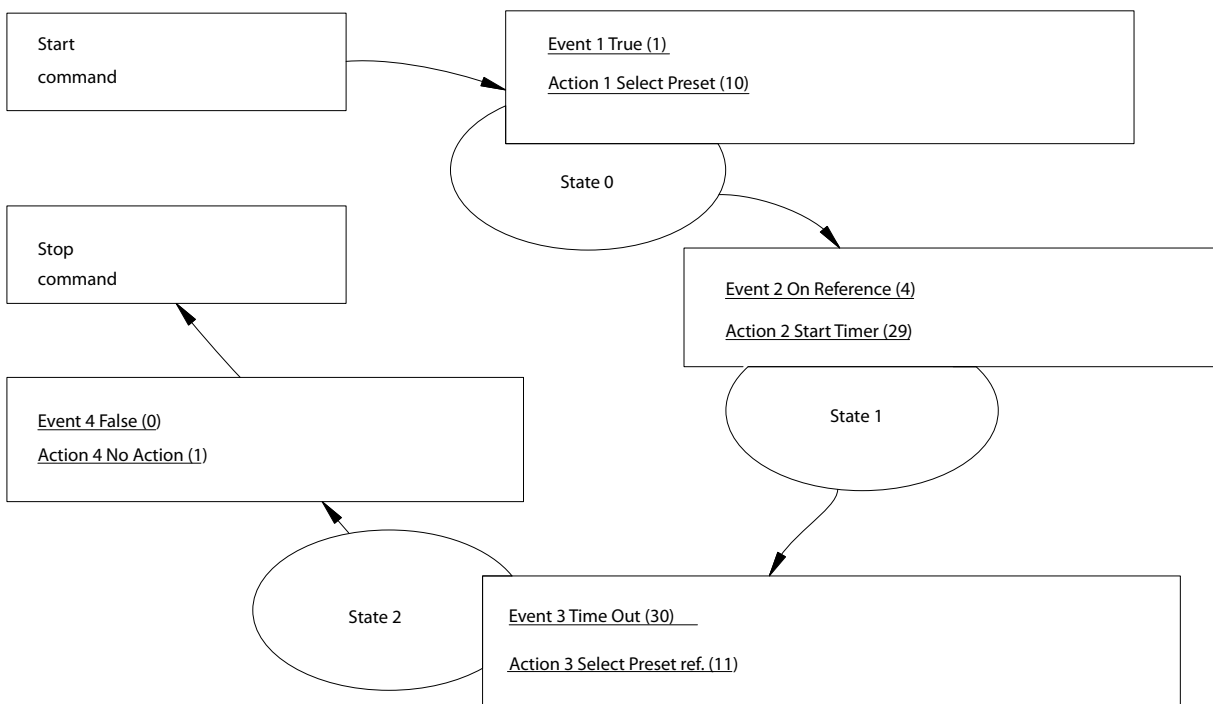 Start
command
Event 1 True (1)
Action 1 Select Preset (10)
State 0
Event 2 On Reference (4)
Action 2 Start Timer (29)
State 1
Event 3 Time Out (30)
Action 3 Select Preset ref. (11)
State 2
Event 4 False (0)
Action 4 No Action (1)
Stop
command